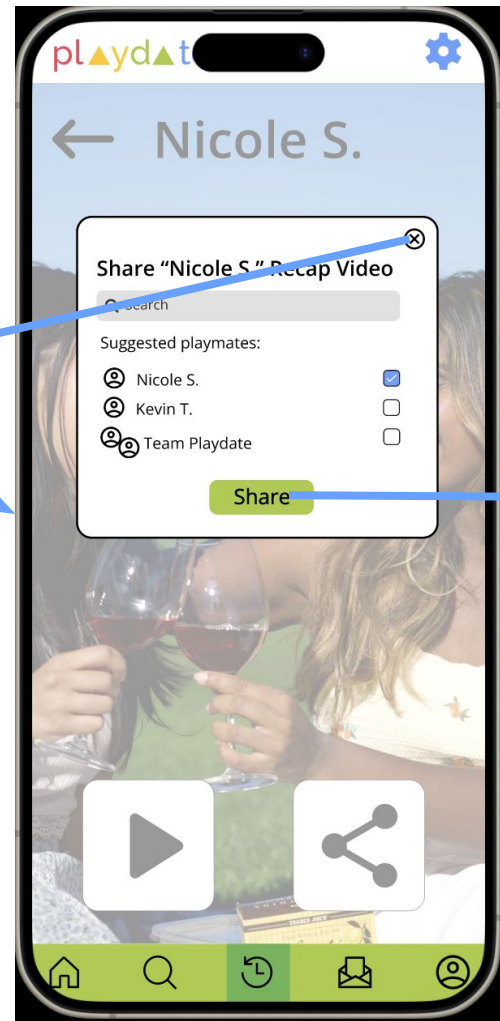 playdat
Nicole S.
Share “Nicole S.” Recap Video
Search
Suggested playmates:
Nicole S.
Kevin T.
Team Playdate
Share